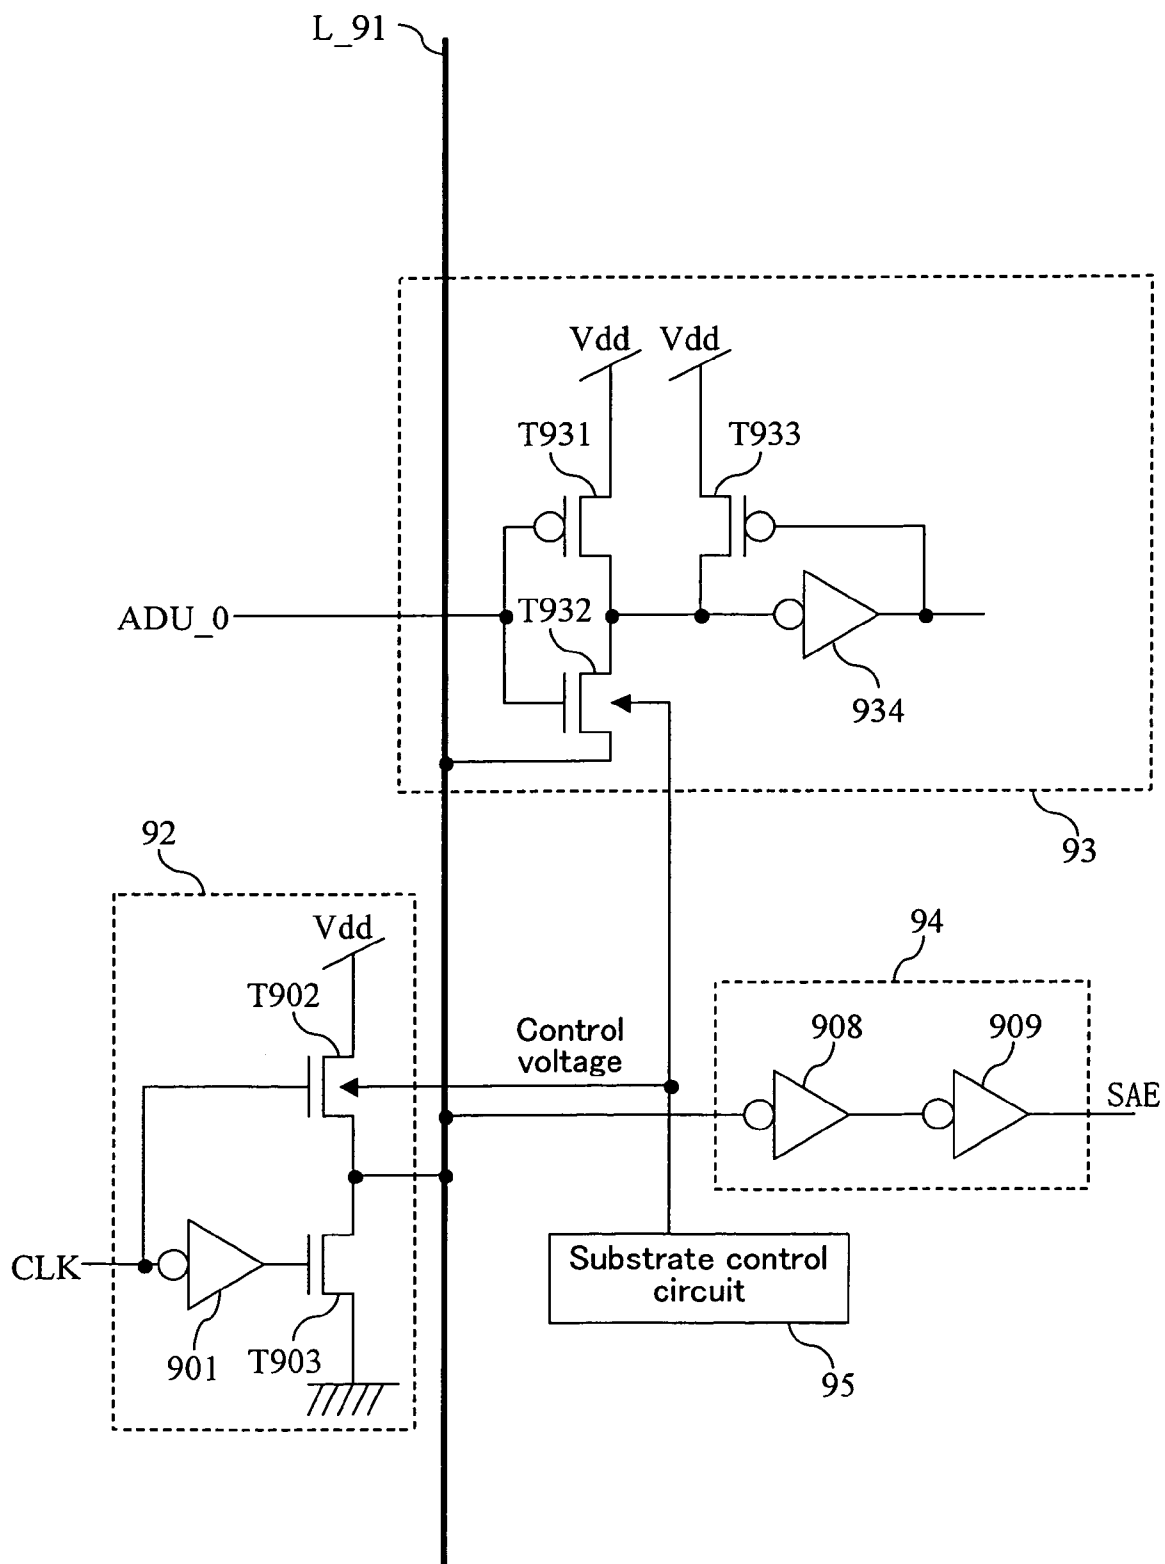 L_91
Vdd
Vdd
T931
T933
ADU_0
T932
934
93
92
Vdd
T902
Control
voltage
94
908
909
SAE
CLK
901
T903
Substrate control
circuit
95